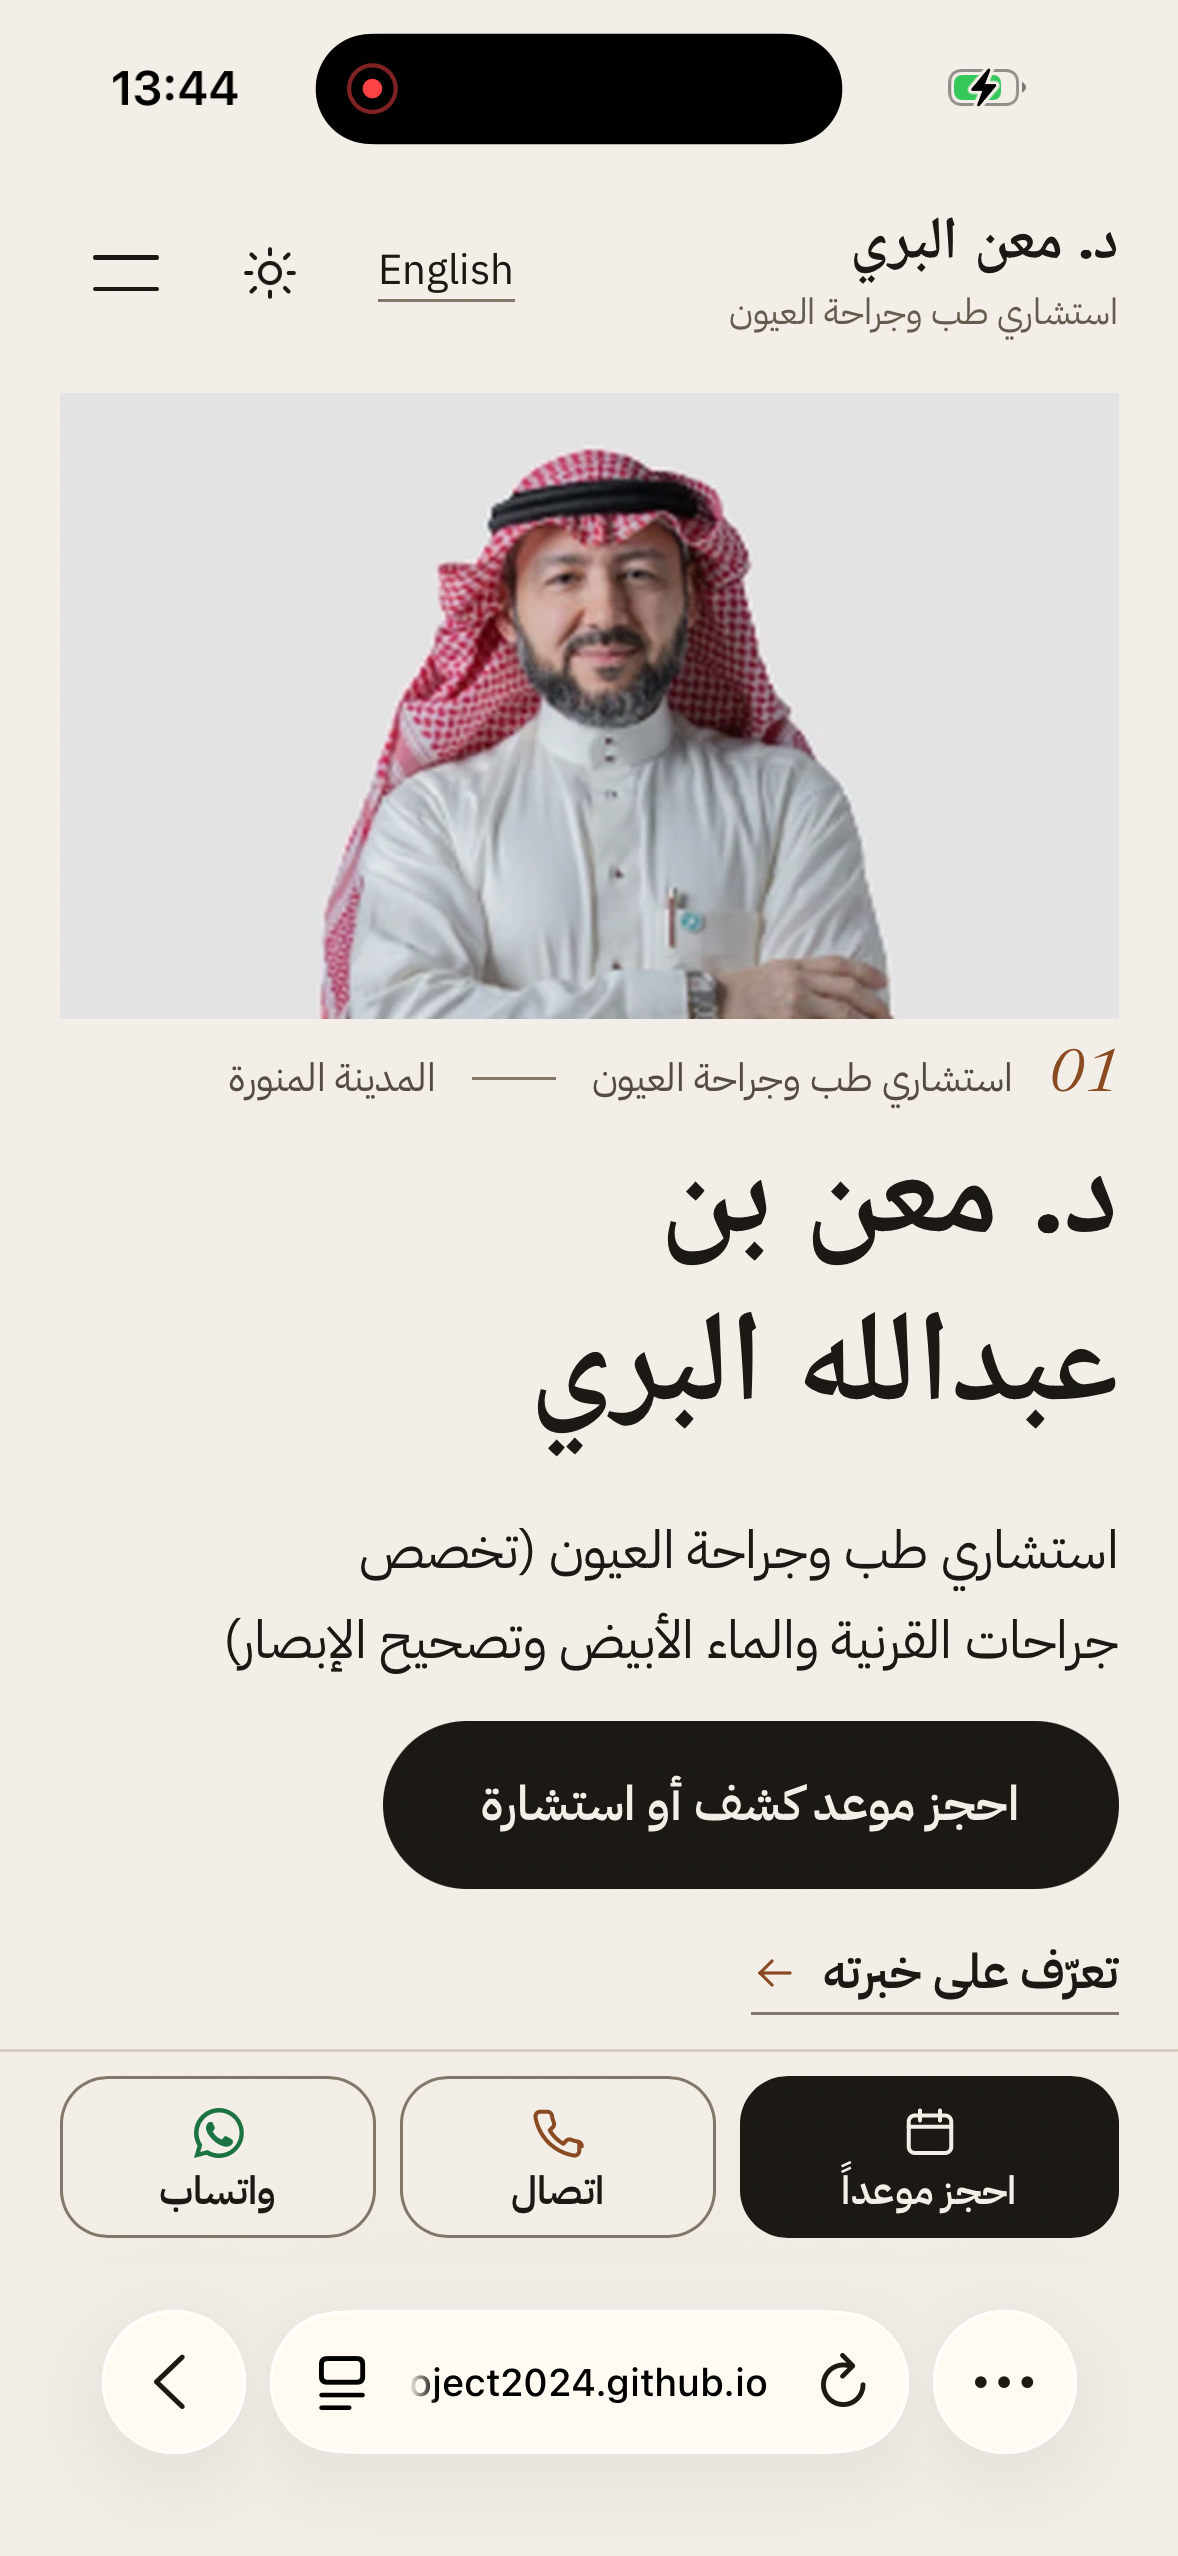 13:44
د. معن البري
استشاري طب وجراحة العيون
English
01 استشاري طب وجراحة العيون — المدينة المنورة
د. معن بن
عبدالله البري
استشاري طب وجراحة العيون (تخصص
جراحات القرنية والماء الأبيض وتصحيح الإبصار)
احجز موعد كشف أو استشارة
تعرّف على خبرته ←
احجز موعداً
اتصال
واتساب
oject2024.github.io